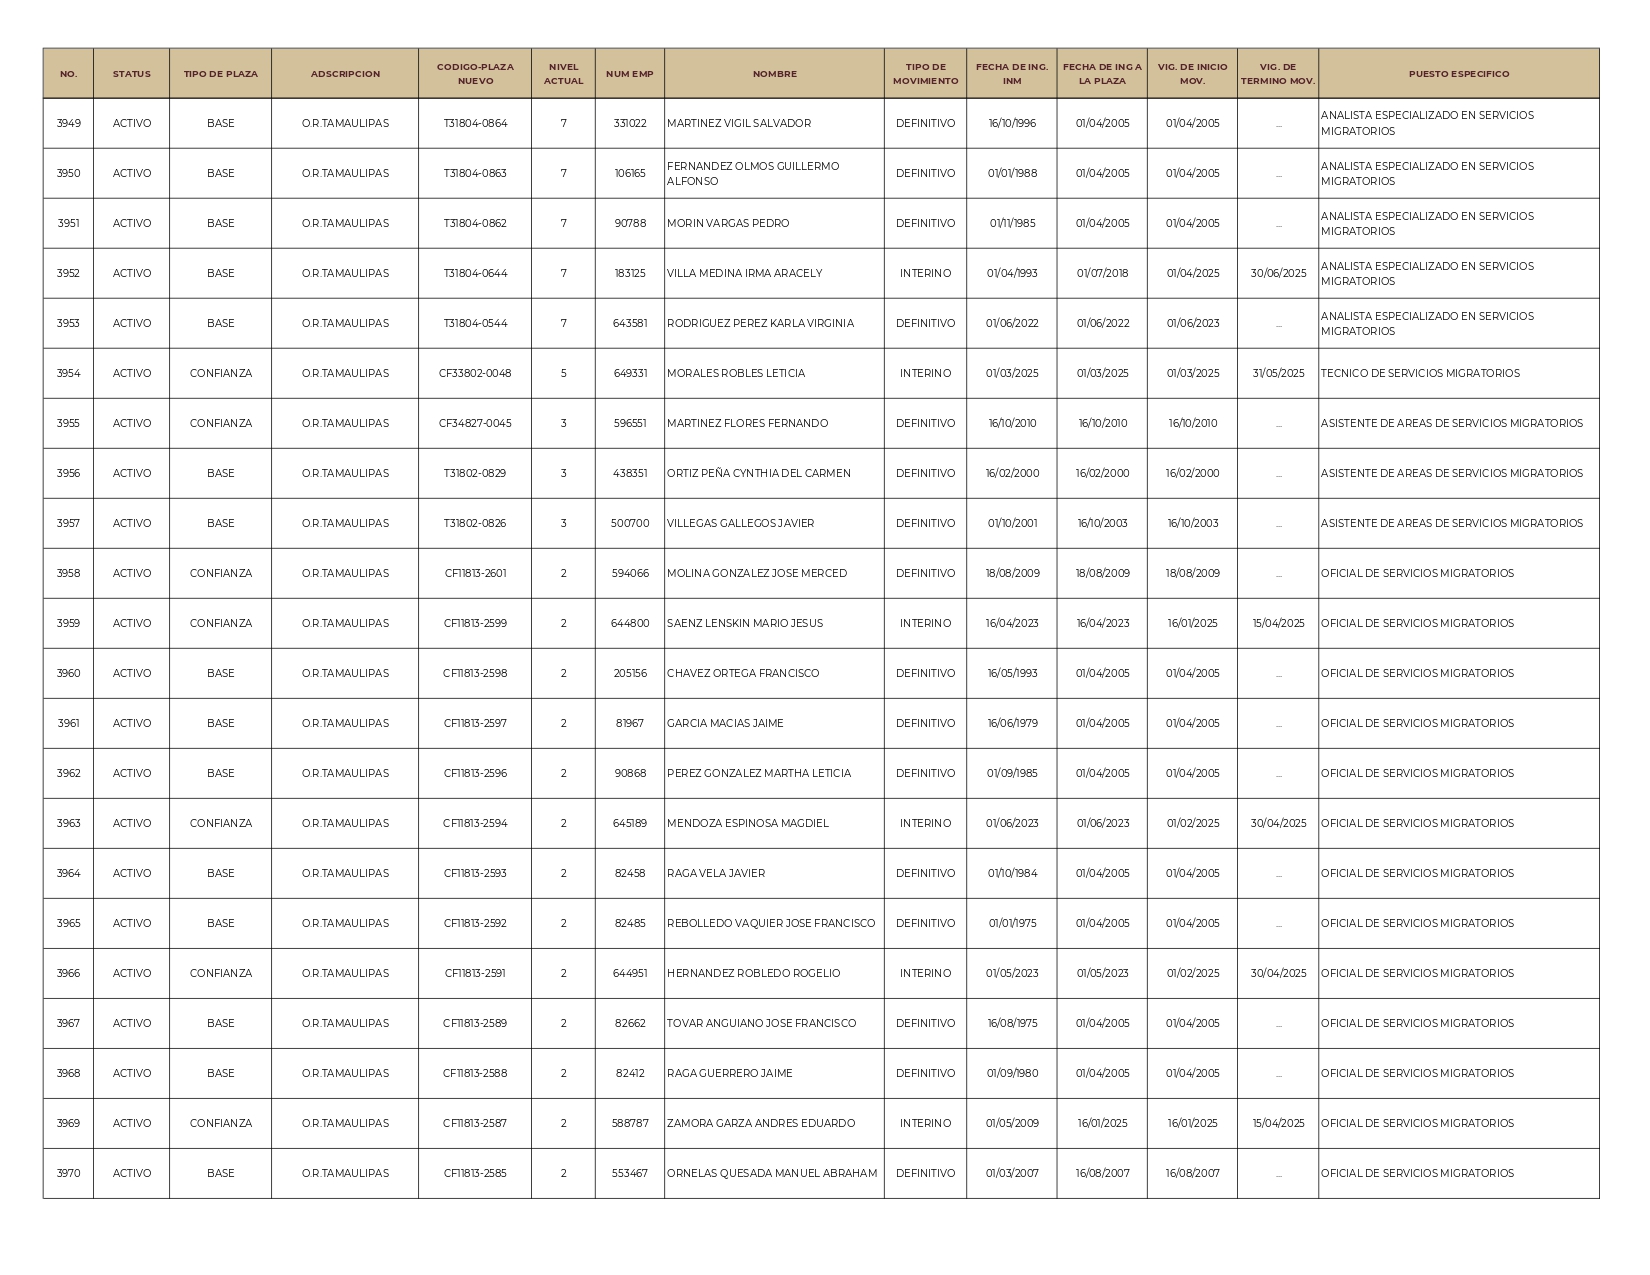 NO. STATUS TIPO DE PLAZA ADSCRIPCION CODIGO-PLAZA NUEVO NIVEL ACTUAL NUM EMP NOMBRE TIPO DE MOVIMIENTO FECHA DE ING. INM FECHA DE ING A LA PLAZA VIG. DE INICIO MOV. VIG. DE TERMINO MOV. PUESTO ESPECIFICO
3949 ACTIVO BASE O.R.TAMAULIPAS T31804-0864 7 331022 MARTINEZ VIGIL SALVADOR DEFINITIVO 16/10/1996 01/04/2005 01/04/2005 ... ANALISTA ESPECIALIZADO EN SERVICIOS MIGRATORIOS
3950 ACTIVO BASE O.R.TAMAULIPAS T31804-0863 7 106165 FERNANDEZ OLMOS GUILLERMO ALFONSO DEFINITIVO 01/01/1988 01/04/2005 01/04/2005 ... ANALISTA ESPECIALIZADO EN SERVICIOS MIGRATORIOS
3951 ACTIVO BASE O.R.TAMAULIPAS T31804-0862 7 90788 MORIN VARGAS PEDRO DEFINITIVO 01/11/1985 01/04/2005 01/04/2005 ... ANALISTA ESPECIALIZADO EN SERVICIOS MIGRATORIOS
3952 ACTIVO BASE O.R.TAMAULIPAS T31804-0644 7 183125 VILLA MEDINA IRMA ARACELY INTERINO 01/04/1993 01/07/2018 01/04/2025 30/06/2025 ANALISTA ESPECIALIZADO EN SERVICIOS MIGRATORIOS
3953 ACTIVO BASE O.R.TAMAULIPAS T31804-0544 7 643581 RODRIGUEZ PEREZ KARLA VIRGINIA DEFINITIVO 01/06/2022 01/06/2022 01/06/2023 ... ANALISTA ESPECIALIZADO EN SERVICIOS MIGRATORIOS
3954 ACTIVO CONFIANZA O.R.TAMAULIPAS CF33802-0048 5 649331 MORALES ROBLES LETICIA INTERINO 01/03/2025 01/03/2025 01/03/2025 31/05/2025 TECNICO DE SERVICIOS MIGRATORIOS
3955 ACTIVO CONFIANZA O.R.TAMAULIPAS CF34827-0045 3 596551 MARTINEZ FLORES FERNANDO DEFINITIVO 16/10/2010 16/10/2010 16/10/2010 ... ASISTENTE DE AREAS DE SERVICIOS MIGRATORIOS
3956 ACTIVO BASE O.R.TAMAULIPAS T31802-0829 3 438351 ORTIZ PEÑA CYNTHIA DEL CARMEN DEFINITIVO 16/02/2000 16/02/2000 16/02/2000 ... ASISTENTE DE AREAS DE SERVICIOS MIGRATORIOS
3957 ACTIVO BASE O.R.TAMAULIPAS T31802-0826 3 500700 VILLEGAS GALLEGOS JAVIER DEFINITIVO 01/10/2001 16/10/2003 16/10/2003 ... ASISTENTE DE AREAS DE SERVICIOS MIGRATORIOS
3958 ACTIVO CONFIANZA O.R.TAMAULIPAS CF11813-2601 2 594066 MOLINA GONZALEZ JOSE MERCED DEFINITIVO 18/08/2009 18/08/2009 18/08/2009 ... OFICIAL DE SERVICIOS MIGRATORIOS
3959 ACTIVO CONFIANZA O.R.TAMAULIPAS CF11813-2599 2 644800 SAENZ LENSKIN MARIO JESUS INTERINO 16/04/2023 16/04/2023 16/01/2025 15/04/2025 OFICIAL DE SERVICIOS MIGRATORIOS
3960 ACTIVO BASE O.R.TAMAULIPAS CF11813-2598 2 205156 CHAVEZ ORTEGA FRANCISCO DEFINITIVO 16/05/1993 01/04/2005 01/04/2005 ... OFICIAL DE SERVICIOS MIGRATORIOS
3961 ACTIVO BASE O.R.TAMAULIPAS CF11813-2597 2 81967 GARCIA MACIAS JAIME DEFINITIVO 16/06/1979 01/04/2005 01/04/2005 ... OFICIAL DE SERVICIOS MIGRATORIOS
3962 ACTIVO BASE O.R.TAMAULIPAS CF11813-2596 2 90868 PEREZ GONZALEZ MARTHA LETICIA DEFINITIVO 01/09/1985 01/04/2005 01/04/2005 ... OFICIAL DE SERVICIOS MIGRATORIOS
3963 ACTIVO CONFIANZA O.R.TAMAULIPAS CF11813-2594 2 645189 MENDOZA ESPINOSA MAGDIEL INTERINO 01/06/2023 01/06/2023 01/02/2025 30/04/2025 OFICIAL DE SERVICIOS MIGRATORIOS
3964 ACTIVO BASE O.R.TAMAULIPAS CF11813-2593 2 82458 RAGA VELA JAVIER DEFINITIVO 01/10/1984 01/04/2005 01/04/2005 ... OFICIAL DE SERVICIOS MIGRATORIOS
3965 ACTIVO BASE O.R.TAMAULIPAS CF11813-2592 2 82485 REBOLLEDO VAQUIER JOSE FRANCISCO DEFINITIVO 01/01/1975 01/04/2005 01/04/2005 ... OFICIAL DE SERVICIOS MIGRATORIOS
3966 ACTIVO CONFIANZA O.R.TAMAULIPAS CF11813-2591 2 644951 HERNANDEZ ROBLEDO ROGELIO INTERINO 01/05/2023 01/05/2023 01/02/2025 30/04/2025 OFICIAL DE SERVICIOS MIGRATORIOS
3967 ACTIVO BASE O.R.TAMAULIPAS CF11813-2589 2 82662 TOVAR ANGUIANO JOSE FRANCISCO DEFINITIVO 16/08/1975 01/04/2005 01/04/2005 ... OFICIAL DE SERVICIOS MIGRATORIOS
3968 ACTIVO BASE O.R.TAMAULIPAS CF11813-2588 2 82412 RAGA GUERRERO JAIME DEFINITIVO 01/09/1980 01/04/2005 01/04/2005 ... OFICIAL DE SERVICIOS MIGRATORIOS
3969 ACTIVO CONFIANZA O.R.TAMAULIPAS CF11813-2587 2 588787 ZAMORA GARZA ANDRES EDUARDO INTERINO 01/05/2009 16/01/2025 16/01/2025 15/04/2025 OFICIAL DE SERVICIOS MIGRATORIOS
3970 ACTIVO BASE O.R.TAMAULIPAS CF11813-2585 2 553467 ORNELAS QUESADA MANUEL ABRAHAM DEFINITIVO 01/03/2007 16/08/2007 16/08/2007 ... OFICIAL DE SERVICIOS MIGRATORIOS